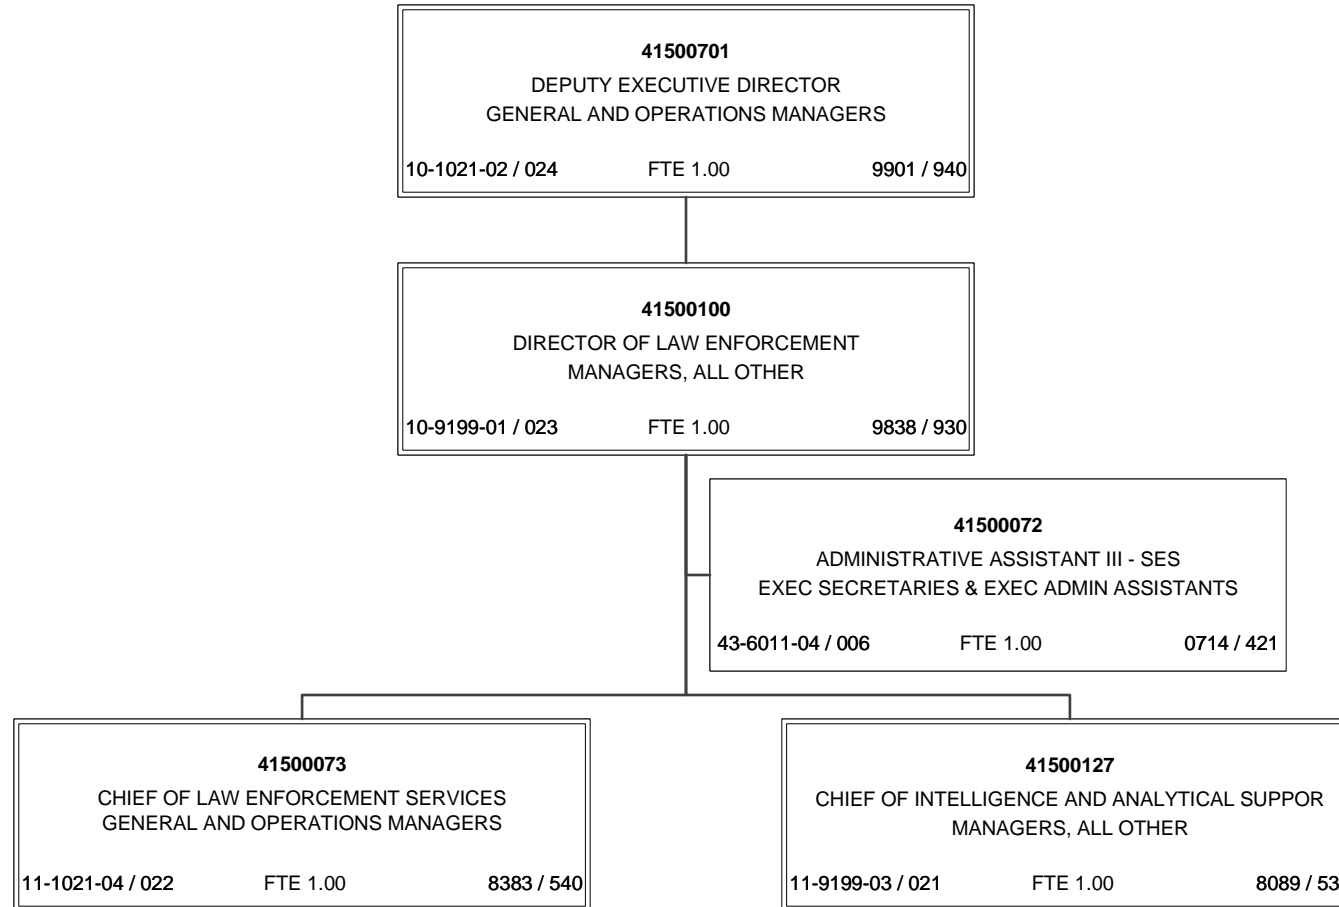 41500701
DEPUTY EXECUTIVE DIRECTOR
GENERAL AND OPERATIONS MANAGERS
10-1021-02 / 024 FTE 1.00 9901 / 940
41500100
DIRECTOR OF LAW ENFORCEMENT
MANAGERS, ALL OTHER
10-9199-01 / 023 FTE 1.00 9838 / 930
41500072
ADMINISTRATIVE ASSISTANT III - SES
EXEC SECRETARIES & EXEC ADMIN ASSISTANTS
43-6011-04 / 006 FTE 1.00 0714 / 421
41500073
CHIEF OF LAW ENFORCEMENT SERVICES
GENERAL AND OPERATIONS MANAGERS
11-1021-04 / 022 FTE 1.00 8383 / 540
41500127
CHIEF OF INTELLIGENCE AND ANALYTICAL SUPPOR
MANAGERS, ALL OTHER
11-9199-03 / 021 FTE 1.00 8089 / 53